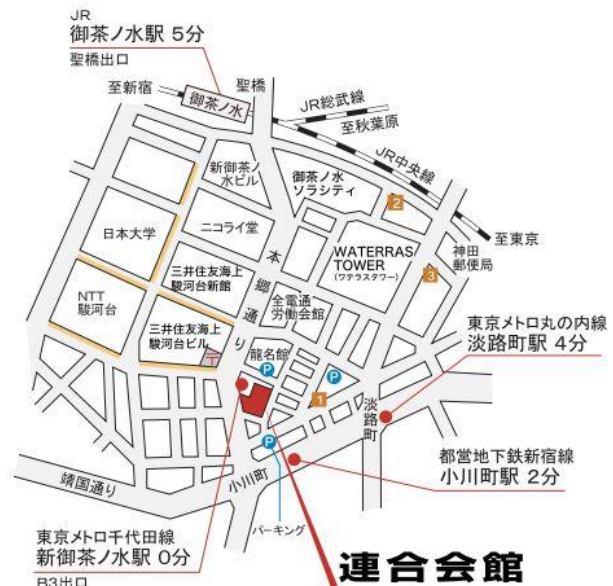 JR
御茶ノ水駅 5分
聖橋出口
至新宿
御茶ノ水
聖橋
JR総武線
至秋葉原
JR中央線
至東京
新御茶ノ
水ビル
御茶ノ水
ソラシティ
2
日本大学
ニコライ堂
本郷通り
WATERRAS
TOWER
(ワテラスタワー)
神田
郵便局
3
三井住友海上
駿河台新館
NTT
駿河台
全電通
労働会館
三井住友海上
駿河台ビル
〒
龍名館
P
P
1
東京メトロ丸の内線
淡路町駅 4分
淡路町
都営地下鉄新宿線
小川町駅 2分
P
靖国通り
小川町
パーキング
東京メトロ千代田線
新御茶ノ水駅 0分
B3出口
連合会館